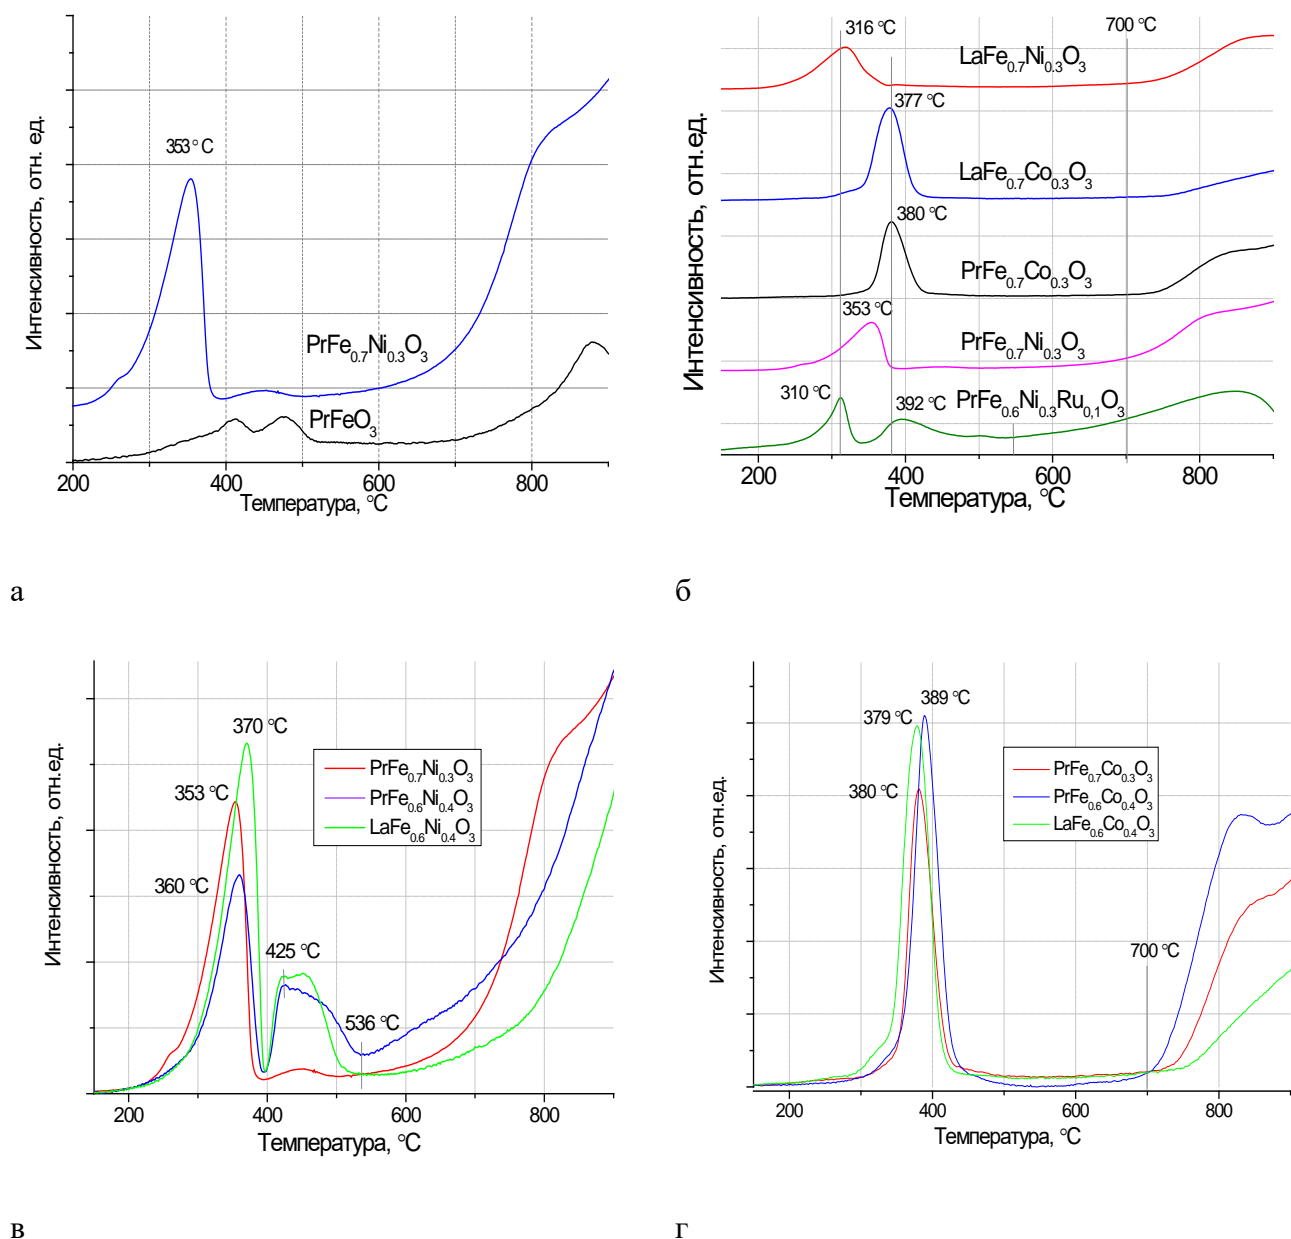 353 °C
PrFe0.7Ni0.3O3
PrFeO3
200 400 600 800
Температура, °C
Интенсивность, отн. ед.
а
316 °C
700 °C
LaFe0.7Ni0.3O3
377 °C
LaFe0.7Co0.3O3
380 °C
PrFe0.7Co0.3O3
353 °C
PrFe0.7Ni0.3O3
310 °C
392 °C
PrFe0.6Ni0.3Ru0,1O3
200 400 600 800
Температура, °C
Интенсивность, отн.ед.
б
370 °C
353 °C
360 °C
425 °C
536 °C
PrFe0.7Ni0.3O3
PrFe0.6Ni0.4O3
LaFe0.6Ni0.4O3
200 400 600 800
Температура, °C
Интенсивность, отн.ед.
в
389 °C
379 °C
380 °C
700 °C
PrFe0.7Co0.3O3
PrFe0.6Co0.4O3
LaFe0.6Co0.4O3
200 400 600 800
Температура, °C
Интенсивность, отн.ед.
г